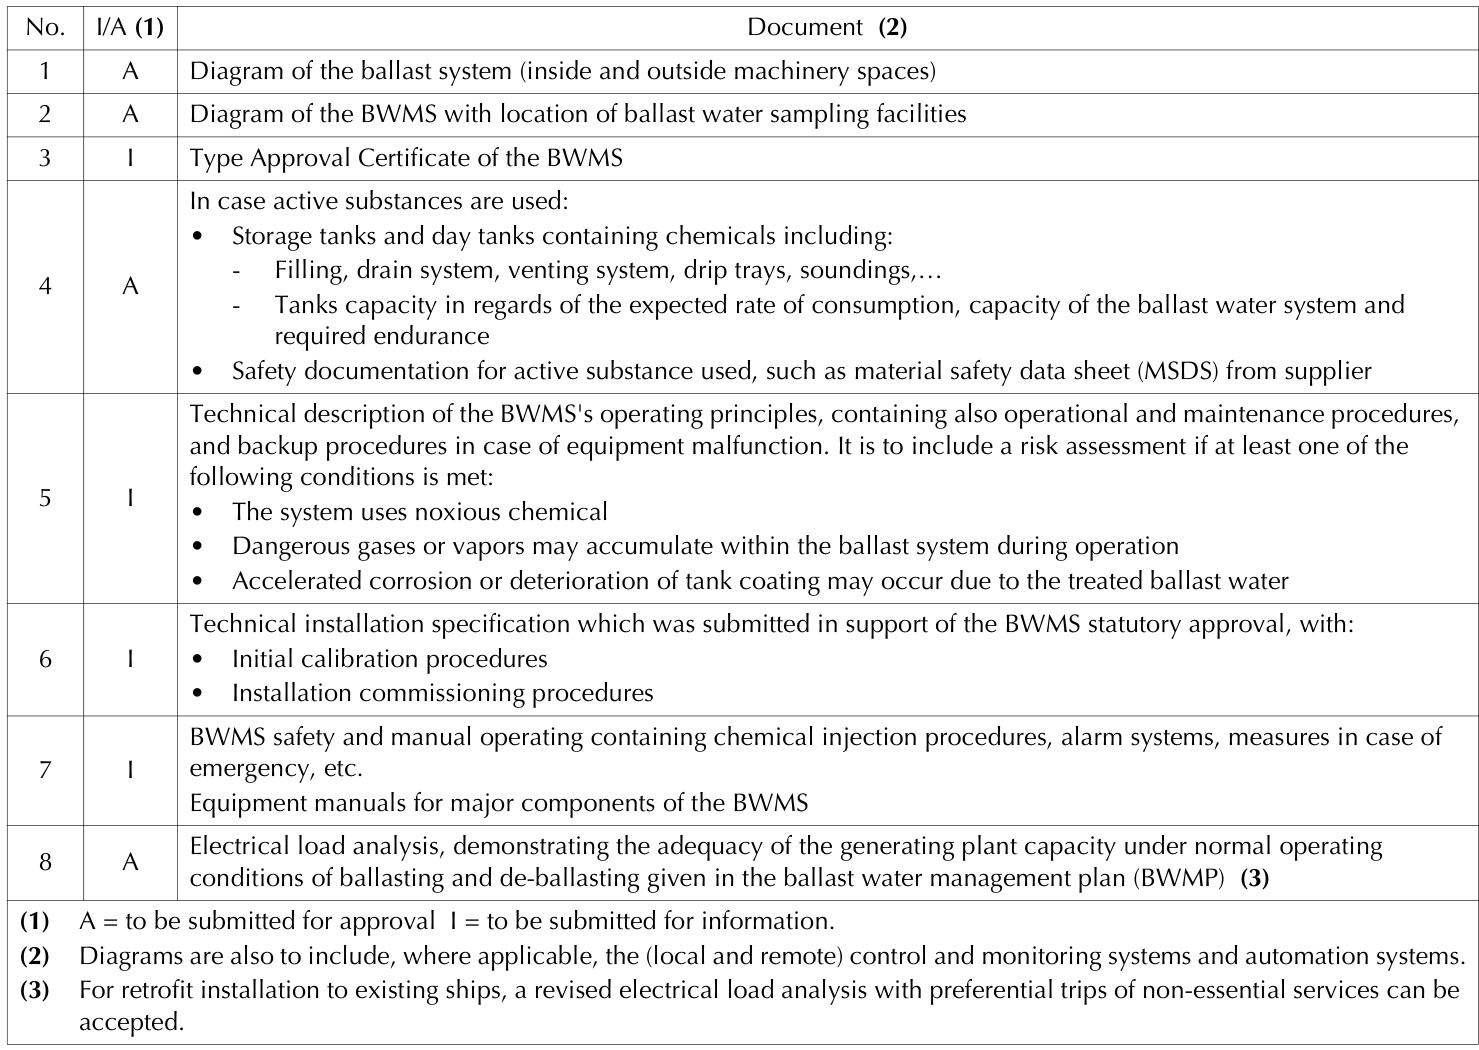 No. I/A (1) Document (2)
1 A Diagram of the ballast system (inside and outside machinery spaces)
2 A Diagram of the BWMS with location of ballast water sampling facilities
3 I Type Approval Certificate of the BWMS
4 A In case active substances are used:
• Storage tanks and day tanks containing chemicals including:
- Filling, drain system, venting system, drip trays, soundings,…
- Tanks capacity in regards of the expected rate of consumption, capacity of the ballast water system and
required endurance
• Safety documentation for active substance used, such as material safety data sheet (MSDS) from supplier
5 I Technical description of the BWMS's operating principles, containing also operational and maintenance procedures,
and backup procedures in case of equipment malfunction. It is to include a risk assessment if at least one of the
following conditions is met:
• The system uses noxious chemical
• Dangerous gases or vapors may accumulate within the ballast system during operation
• Accelerated corrosion or deterioration of tank coating may occur due to the treated ballast water
6 I Technical installation specification which was submitted in support of the BWMS statutory approval, with:
• Initial calibration procedures
• Installation commissioning procedures
7 I BWMS safety and manual operating containing chemical injection procedures, alarm systems, measures in case of
emergency, etc.
Equipment manuals for major components of the BWMS
8 A Electrical load analysis, demonstrating the adequacy of the generating plant capacity under normal operating
conditions of ballasting and de-ballasting given in the ballast water management plan (BWMP) (3)
(1) A = to be submitted for approval I = to be submitted for information.
(2) Diagrams are also to include, where applicable, the (local and remote) control and monitoring systems and automation systems.
(3) For retrofit installation to existing ships, a revised electrical load analysis with preferential trips of non-essential services can be
accepted.